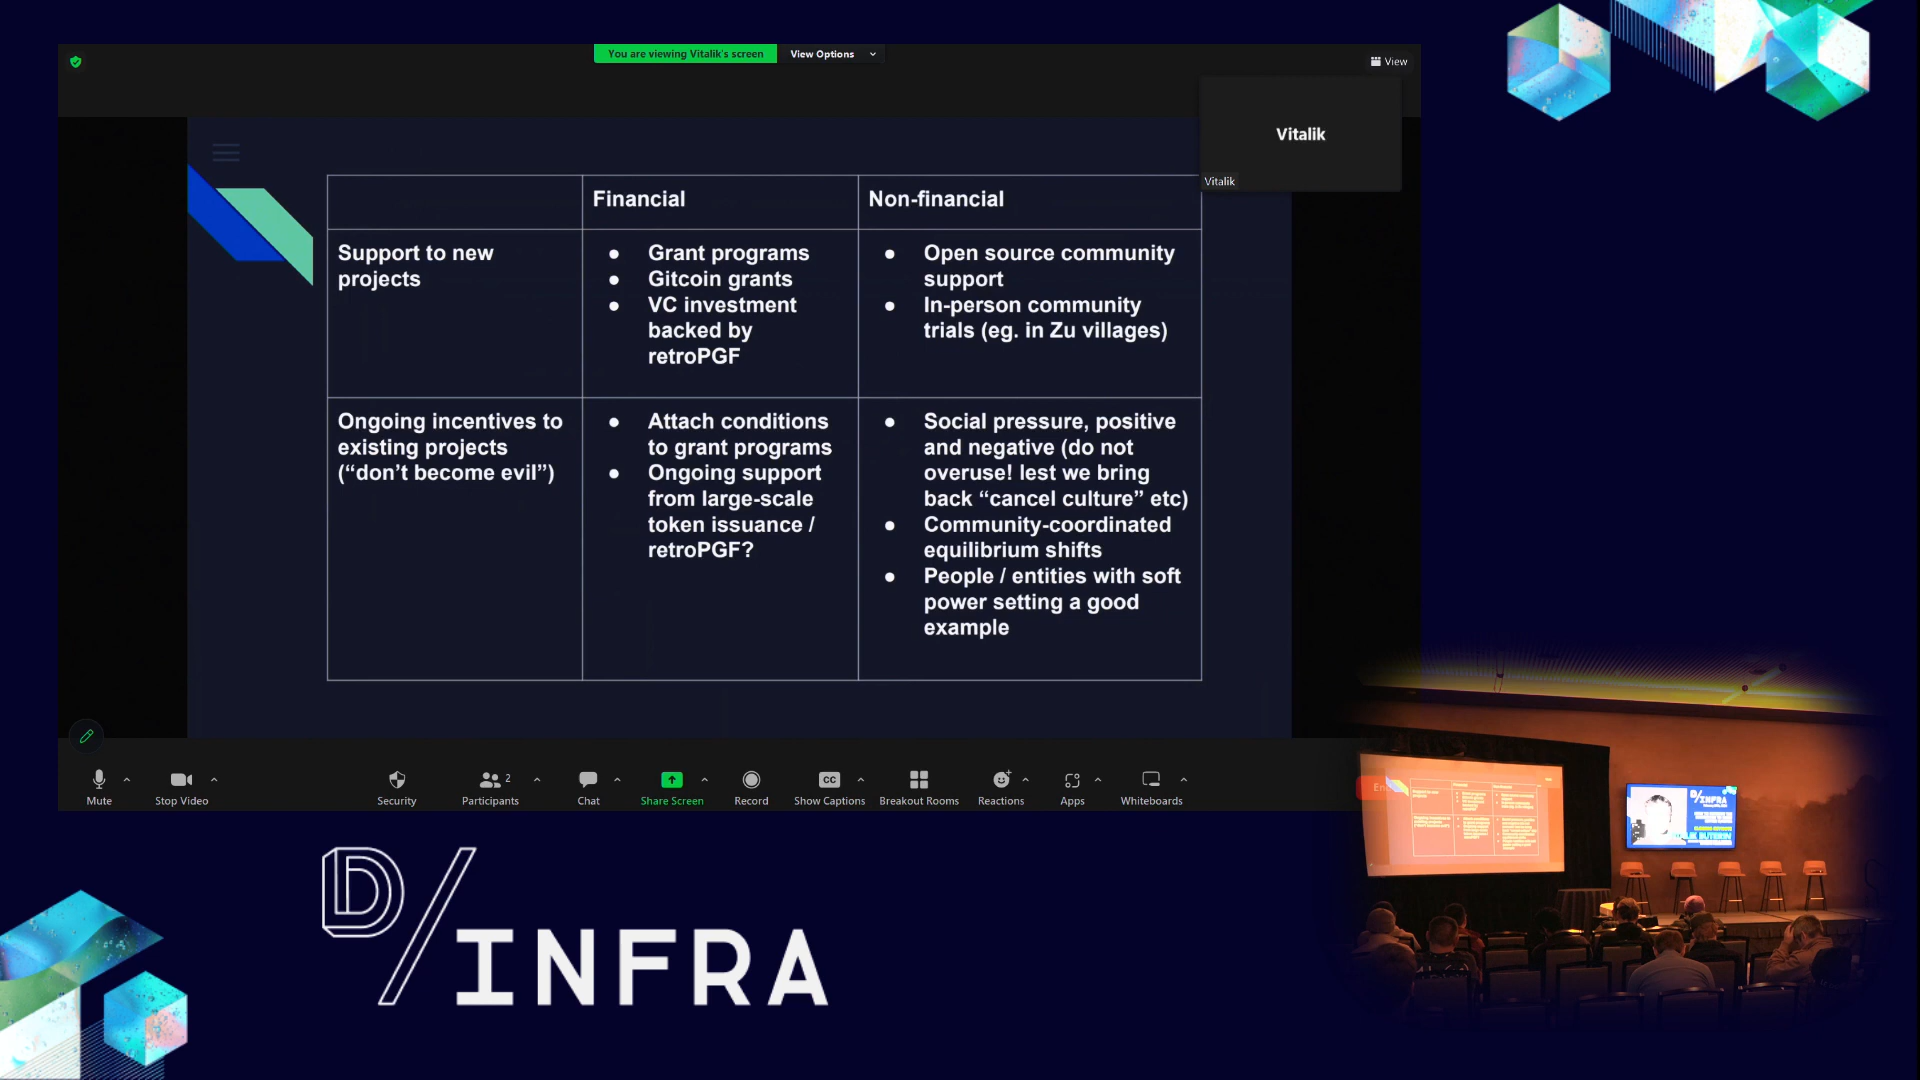 You are viewing Vitalik's screen
View Options
View
Vitalik
Vitalik
Financial
Non-financial
Support to new
projects
● Grant programs
● Gitcoin grants
● VC investment
backed by
retroPGF
● Open source community
support
● In-person community
trials (eg. in Zu villages)
Ongoing incentives to
existing projects
(“don’t become evil”)
● Attach conditions
to grant programs
● Ongoing support
from large-scale
token issuance /
retroPGF?
● Social pressure, positive
and negative (do not
overuse! lest we bring
back “cancel culture” etc)
● Community-coordinated
equilibrium shifts
● People / entities with soft
power setting a good
example
Mute
Stop Video
Security
Participants
2
Chat
Share Screen
Record
CC
Show Captions
Breakout Rooms
Reactions
Apps
Whiteboards
D/INFRA
D/INFRA